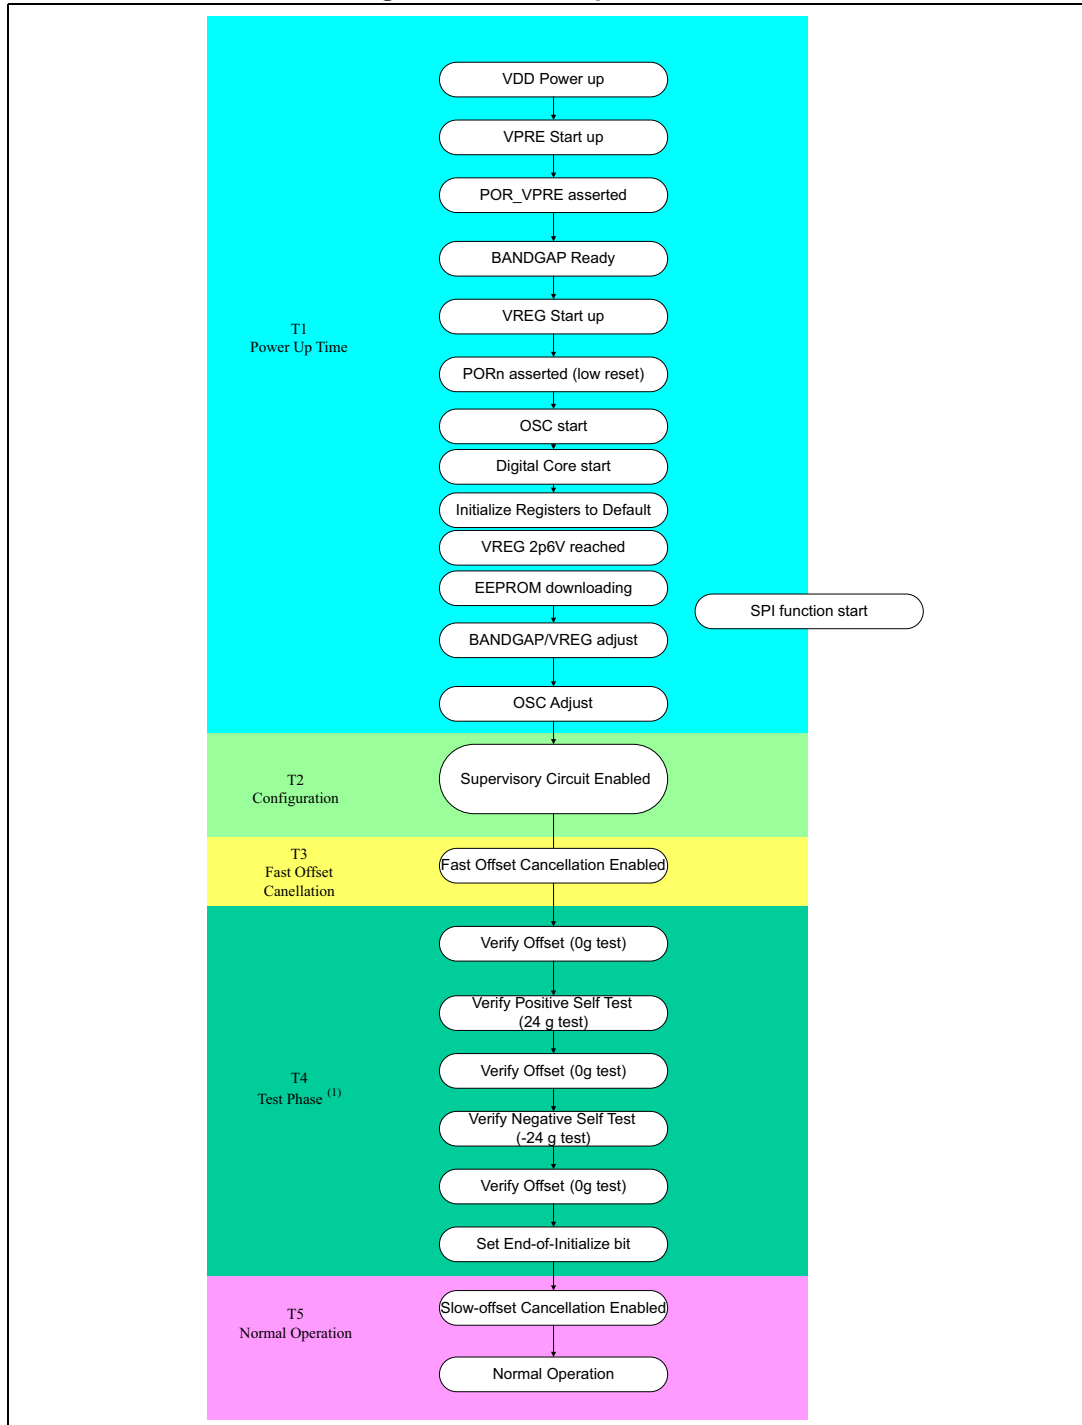 VDD Power up
VPRE Start up
POR_VPRE asserted
BANDGAP Ready
VREG Start up
T1
Power Up Time
PORn asserted (low reset)
OSC start
Digital Core start
Initialize Registers to Default
VREG 2p6V reached
EEPROM downloading
SPI function start
BANDGAP/VREG adjust
OSC Adjust
T2
Configuration
Supervisory Circuit Enabled
T3
Fast Offset
Canellation
Fast Offset Cancellation Enabled
Verify Offset (0g test)
Verify Positive Self Test
(24 g test)
T4
Test Phase (1)
Verify Offset (0g test)
Verify Negative Self Test
(-24 g test)
Verify Offset (0g test)
Set End-of-Initialize bit
T5
Normal Operation
Slow-offset Cancellation Enabled
Normal Operation